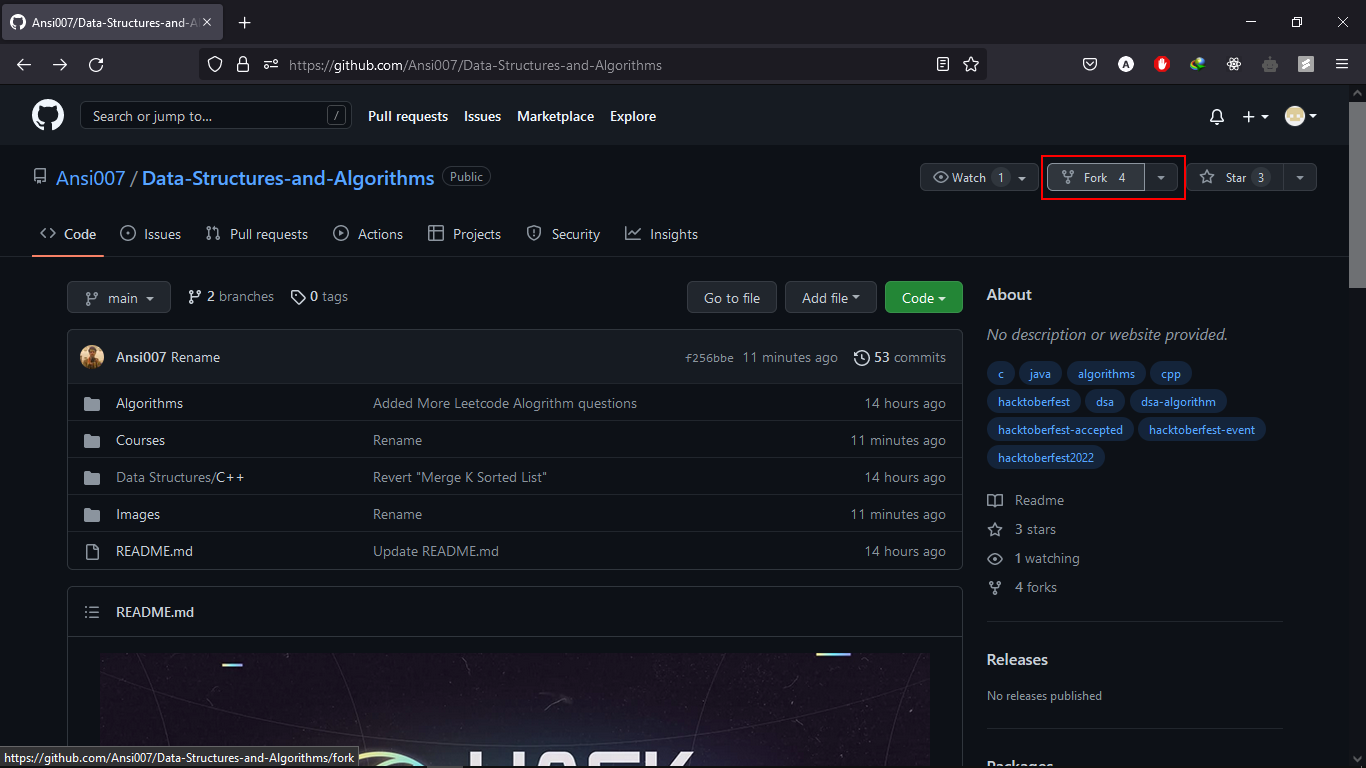 Ansi007/Data-Structures-and-Al
https://github.com/Ansi007/Data-Structures-and-Algorithms
Search or jump to... /
Pull requests Issues Marketplace Explore
Ansi007 / Data-Structures-and-Algorithms Public
Watch 1 Fork 4 Star 3
Code Issues Pull requests Actions Projects Security Insights
main 2 branches 0 tags Go to file Add file Code
Ansi007 Rename f256bbe 11 minutes ago 53 commits
Algorithms Added More Leetcode Alogrithm questions 14 hours ago
Courses Rename 11 minutes ago
Data Structures/C++ Revert "Merge K Sorted List" 14 hours ago
Images Rename 11 minutes ago
README.md Update README.md 14 hours ago
README.md
HACK
About
No description or website provided.
c java algorithms cpp
hacktoberfest dsa dsa-algorithm
hacktoberfest-accepted hacktoberfest-event
hacktoberfest2022
Readme
3 stars
1 watching
4 forks
Releases
No releases published
Packages
https://github.com/Ansi007/Data-Structures-and-Algorithms/fork